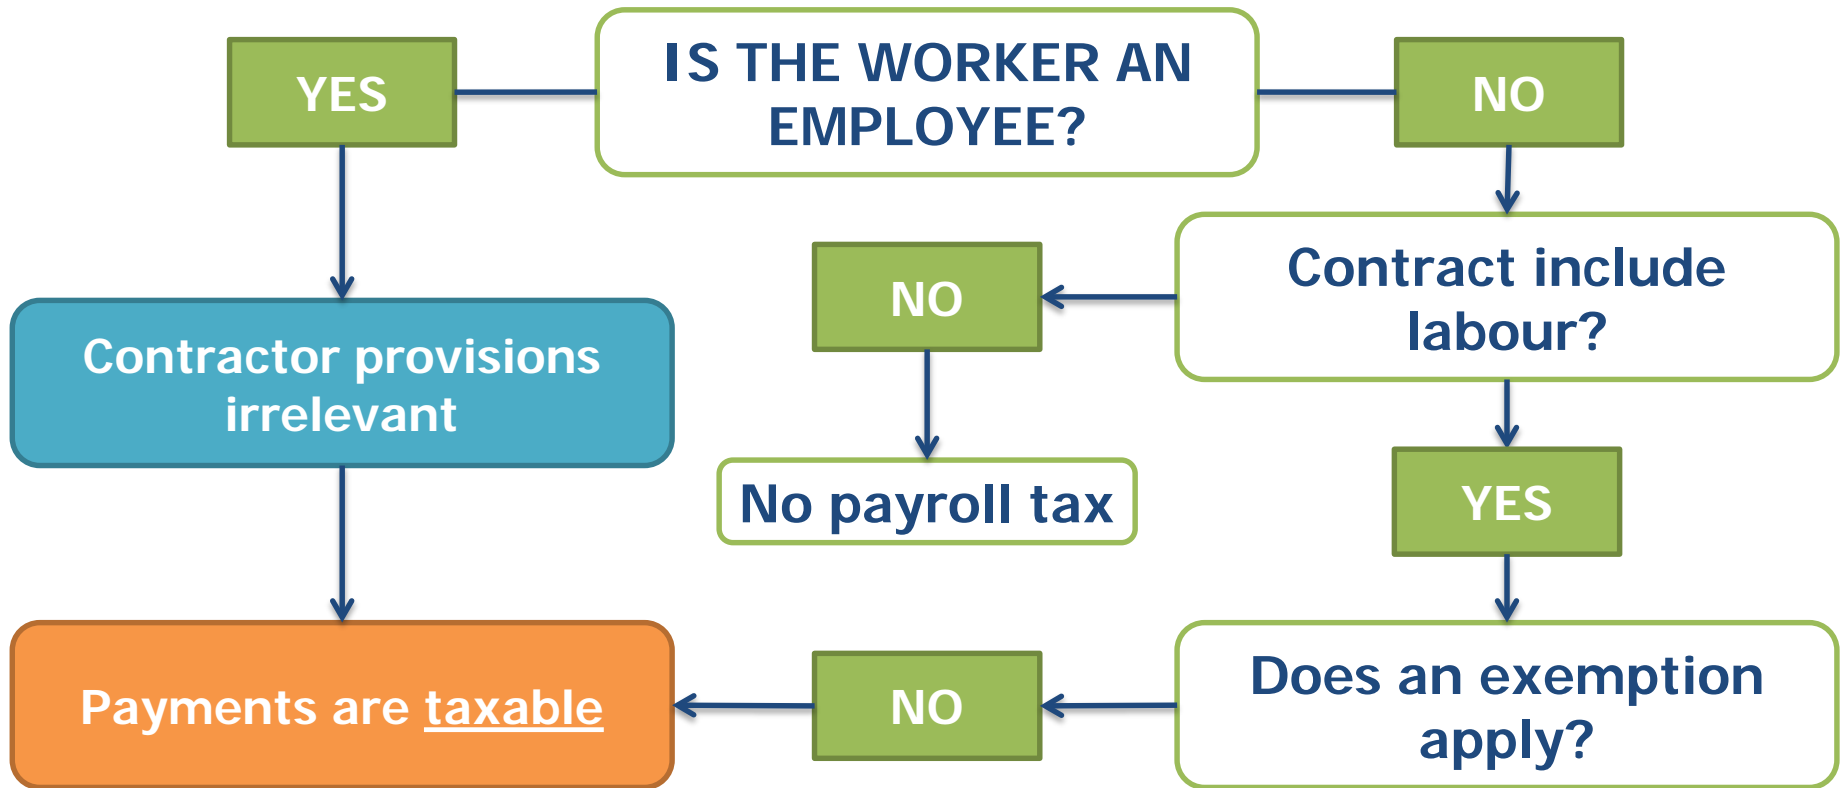 IS THE WORKER AN
EMPLOYEE?
YES
NO
Contract include
labour?
NO
Contractor provisions
irrelevant
No payroll tax
YES
Does an exemption
apply?
NO
Payments are taxable